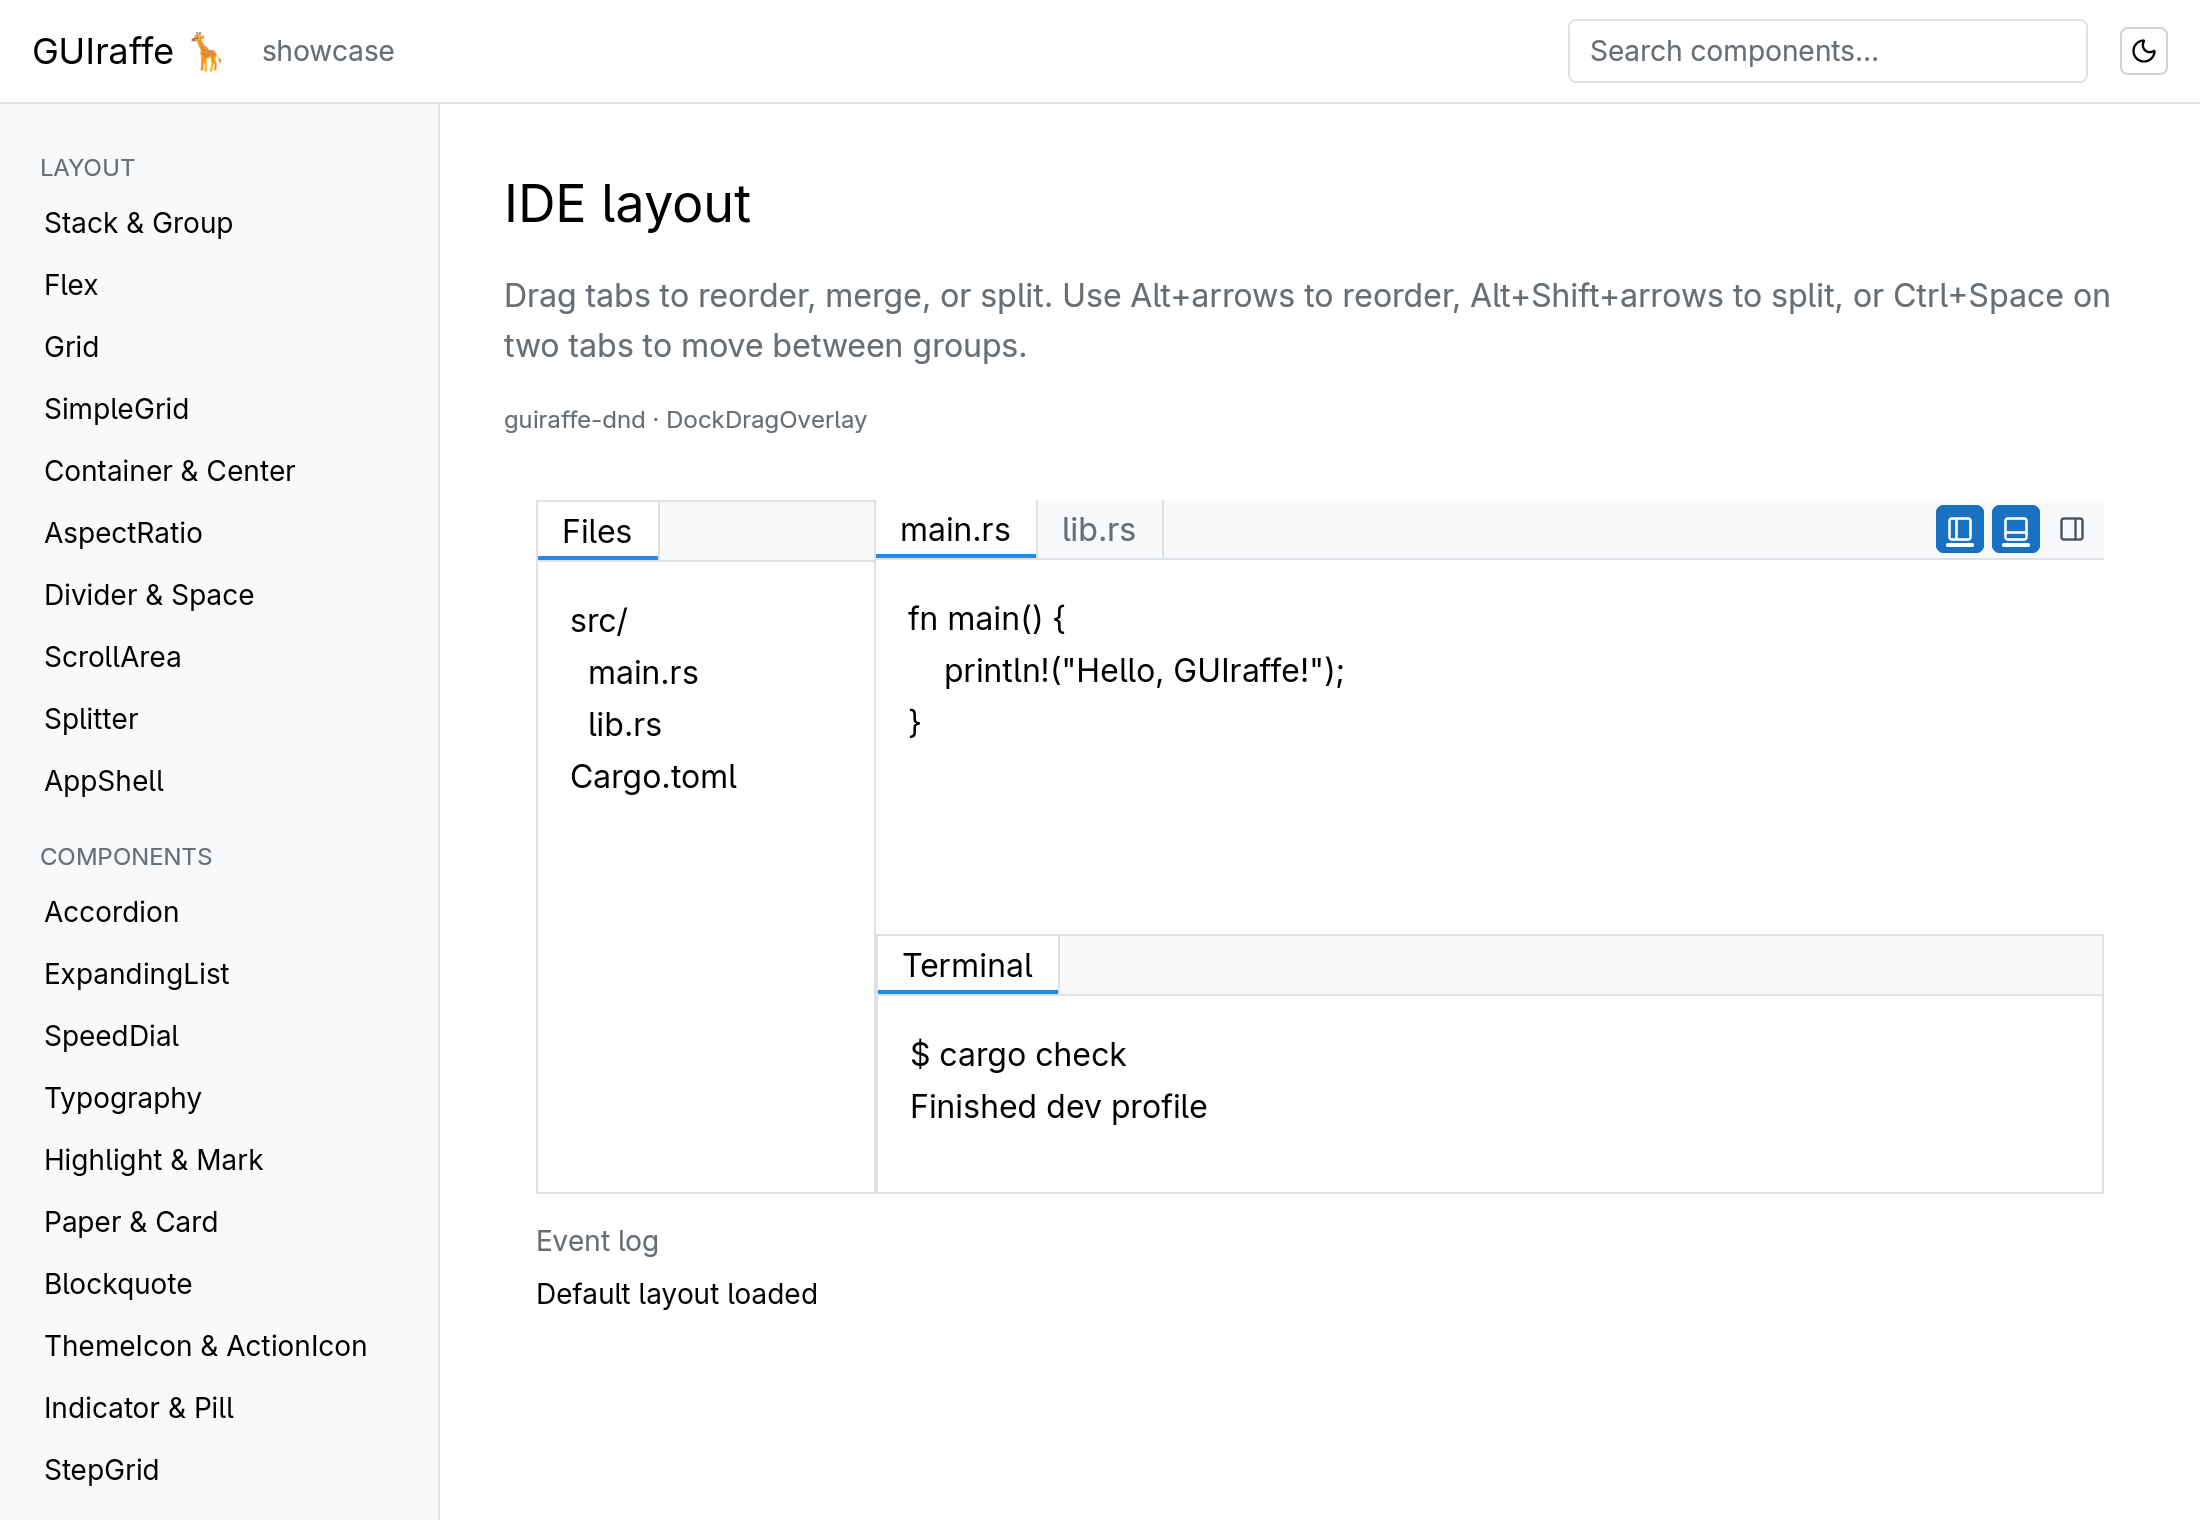 GUIraffe 🦒 showcase
Search components...
LAYOUT
Stack & Group
Flex
Grid
SimpleGrid
Container & Center
AspectRatio
Divider & Space
ScrollArea
Splitter
AppShell
COMPONENTS
Accordion
ExpandingList
SpeedDial
Typography
Highlight & Mark
Paper & Card
Blockquote
ThemeIcon & ActionIcon
Indicator & Pill
StepGrid
IDE layout
Drag tabs to reorder, merge, or split. Use Alt+arrows to reorder, Alt+Shift+arrows to split, or Ctrl+Space on
two tabs to move between groups.
guiraffe-dnd · DockDragOverlay
Files
src/
  main.rs
  lib.rs
Cargo.toml
main.rs lib.rs
fn main() {
    println!("Hello, GUIraffe!");
}
Terminal
$ cargo check
Finished dev profile
Event log
Default layout loaded